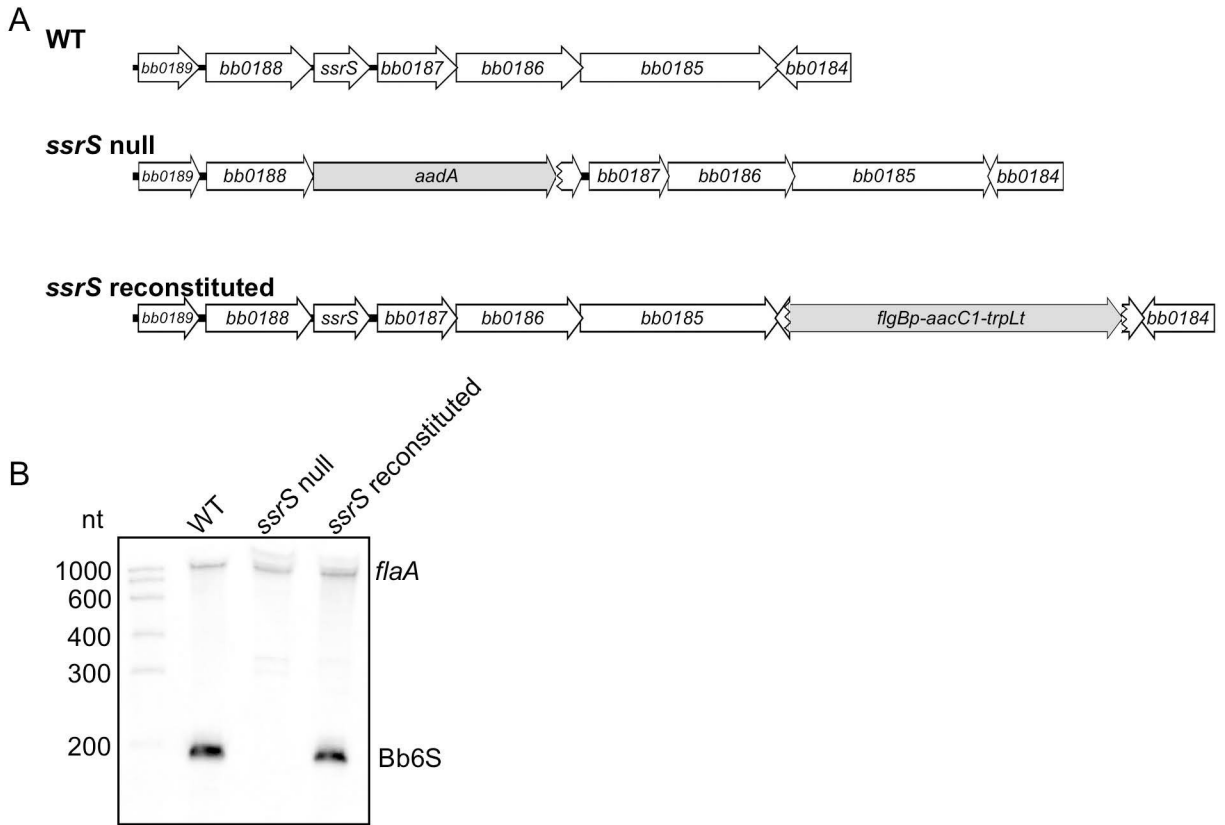 A
WT
bb0189 bb0188 ssrS bb0187 bb0186 bb0185 bb0184
ssrS null
bb0189 bb0188 aadA bb0187 bb0186 bb0185 bb0184
ssrS reconstituted
bb0189 bb0188 ssrS bb0187 bb0186 bb0185 flgBp-aacC1-trpLt bb0184
B
nt WT ssrS null ssrS reconstituted
1000 flaA
600
400
300
200 Bb6S